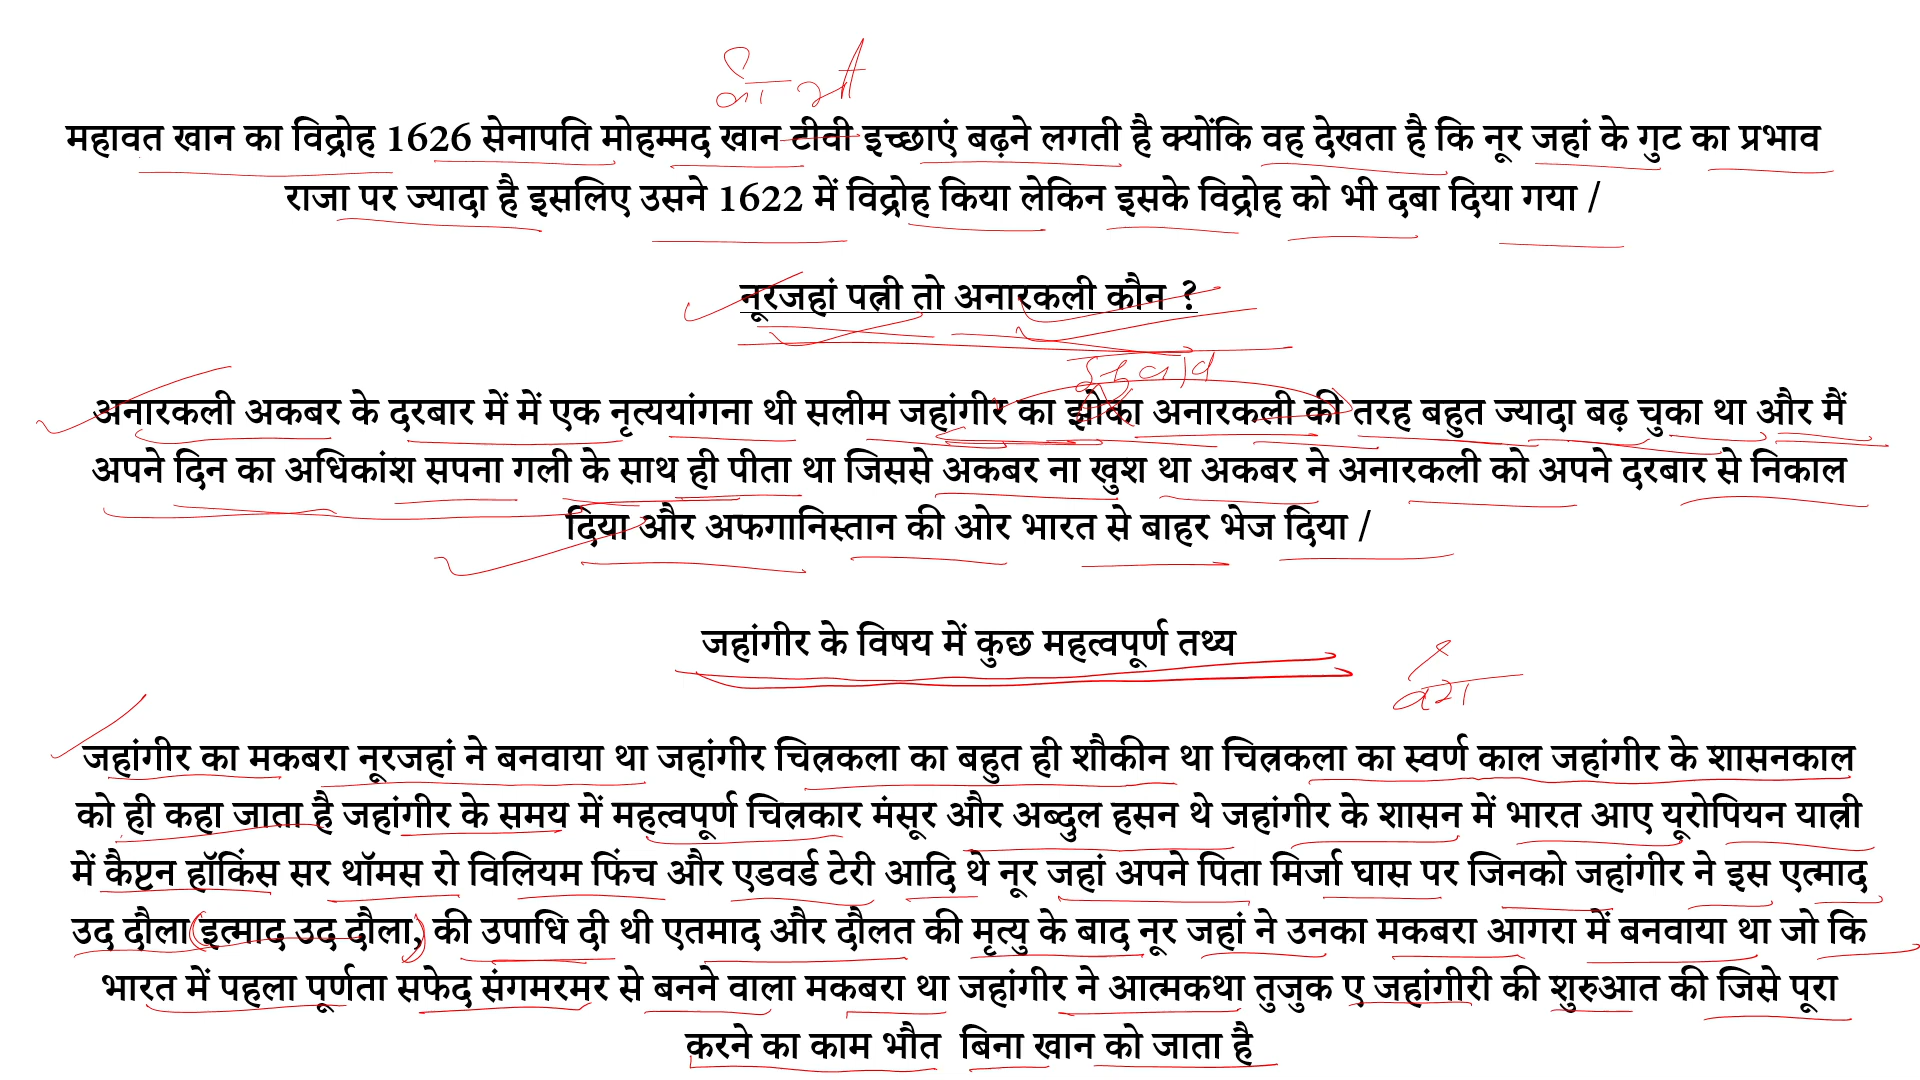 की भी
महावत खान का विद्रोह 1626 सेनापति मोहम्मद खान टीवी इच्छाएं बढ़ने लगती है क्योंकि वह देखता है कि नूर जहां के गुट का प्रभाव
राजा पर ज्यादा है इसलिए उसने 1622 में विद्रोह किया लेकिन इसके विद्रोह को भी दबा दिया गया /
नूरजहां पत्नी तो अनारकली कौन ?
झुकाव
अनारकली अकबर के दरबार में में एक नृत्ययांगना थी सलीम जहांगीर का झोका अनारकली की तरह बहुत ज्यादा बढ़ चुका था और मैं
अपने दिन का अधिकांश सपना गली के साथ ही पीता था जिससे अकबर ना खुश था अकबर ने अनारकली को अपने दरबार से निकाल
दिया और अफगानिस्तान की ओर भारत से बाहर भेज दिया /
जहांगीर के विषय में कुछ महत्वपूर्ण तथ्य
जहांगीर का मकबरा नूरजहां ने बनवाया था जहांगीर चित्रकला का बहुत ही शौकीन था चित्रकला का स्वर्ण काल जहांगीर के शासनकाल
को ही कहा जाता है जहांगीर के समय में महत्वपूर्ण चित्रकार मंसूर और अब्दुल हसन थे जहांगीर के शासन में भारत आए यूरोपियन यात्री
में कैप्टन हॉकिंस सर थॉमस रो विलियम फिंच और एडवर्ड टेरी आदि थे नूर जहां अपने पिता मिर्जा घास पर जिनको जहांगीर ने इस एत्माद
उद दौला (इत्माद उद दौला,) की उपाधि दी थी एतमाद और दौलत की मृत्यु के बाद नूर जहां ने उनका मकबरा आगरा में बनवाया था जो कि
भारत में पहला पूर्णता सफेद संगमरमर से बनने वाला मकबरा था जहांगीर ने आत्मकथा तुजुक ए जहांगीरी की शुरुआत की जिसे पूरा
करने का काम भौत बिना खान को जाता है